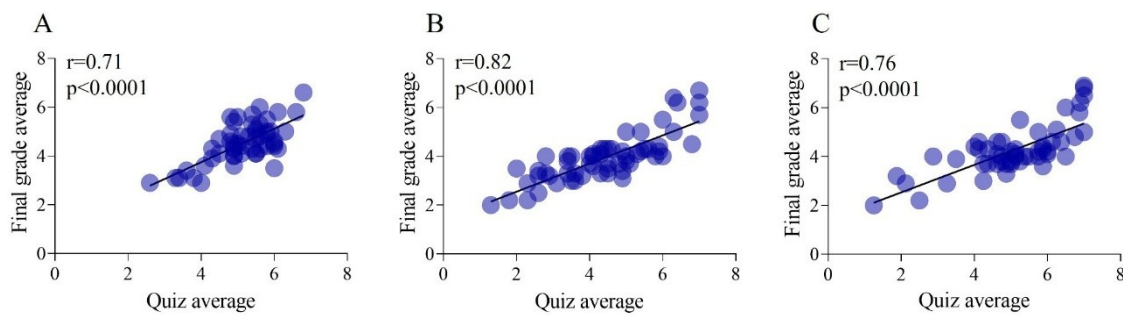 A
r=0.71
p<0.0001
8
6
4
2
0
0 2 4 6 8
Final grade average
Quiz average
B
r=0.82
p<0.0001
8
6
4
2
0
0 2 4 6 8
Final grade average
Quiz average
C
r=0.76
p<0.0001
8
6
4
2
0
0 2 4 6 8
Final grade average
Quiz average